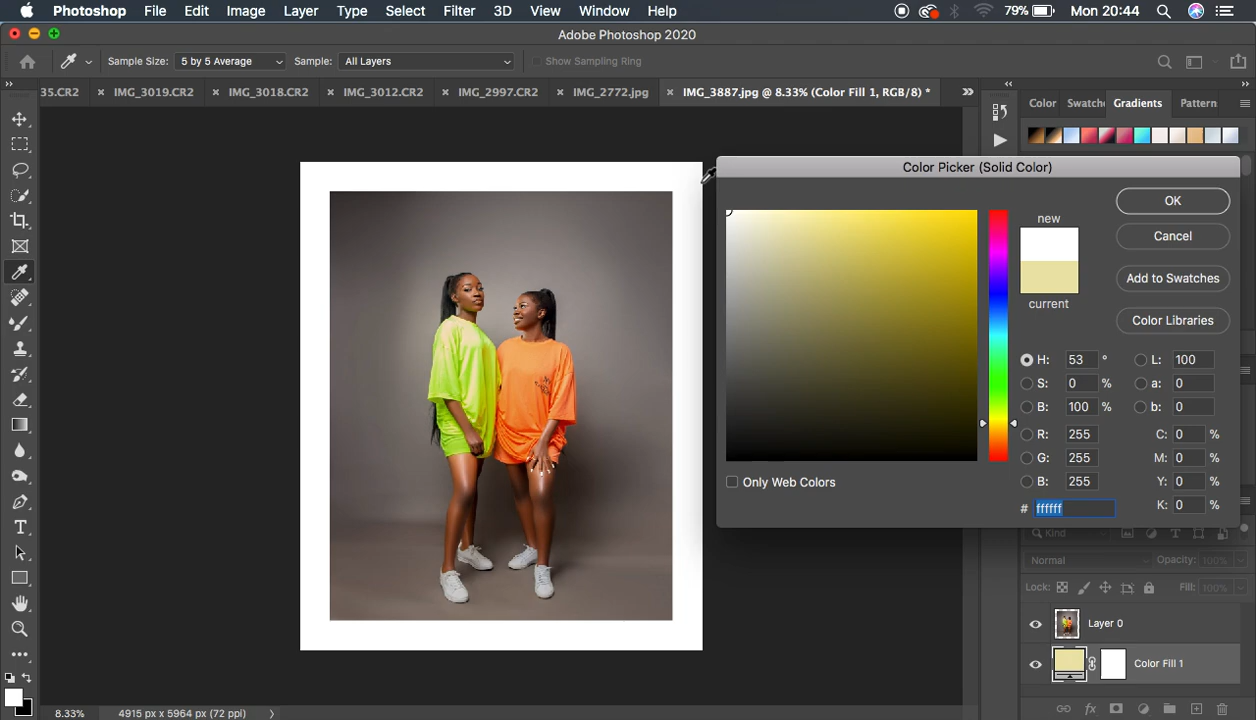 Photoshop File Edit Image Layer Type Select Filter 3D View Window Help 79% Mon 20:44
Adobe Photoshop 2020
Sample Size: 5 by 5 Average Sample: All Layers Show Sampling Ring
35.CR2 IMG_3019.CR2 IMG_3018.CR2 IMG_3012.CR2 IMG_2997.CR2 IMG_2772.jpg IMG_3887.jpg @ 8.33% (Color Fill 1, RGB/8) *
Color Swatche Gradients Pattern
Color Picker (Solid Color)
new
current
OK
Cancel
Add to Swatches
Color Libraries
H: 53 ° L: 100
S: 0 % a: 0
B: 100 % b: 0
R: 255 C: 0 %
G: 255 M: 0 %
B: 255 Y: 0 %
# ffffff K: 0 %
Only Web Colors
Kind
Normal Opacity: 100%
Lock: Fill: 100%
Layer 0
Color Fill 1
8.33% 4915 px x 5964 px (72 ppi)